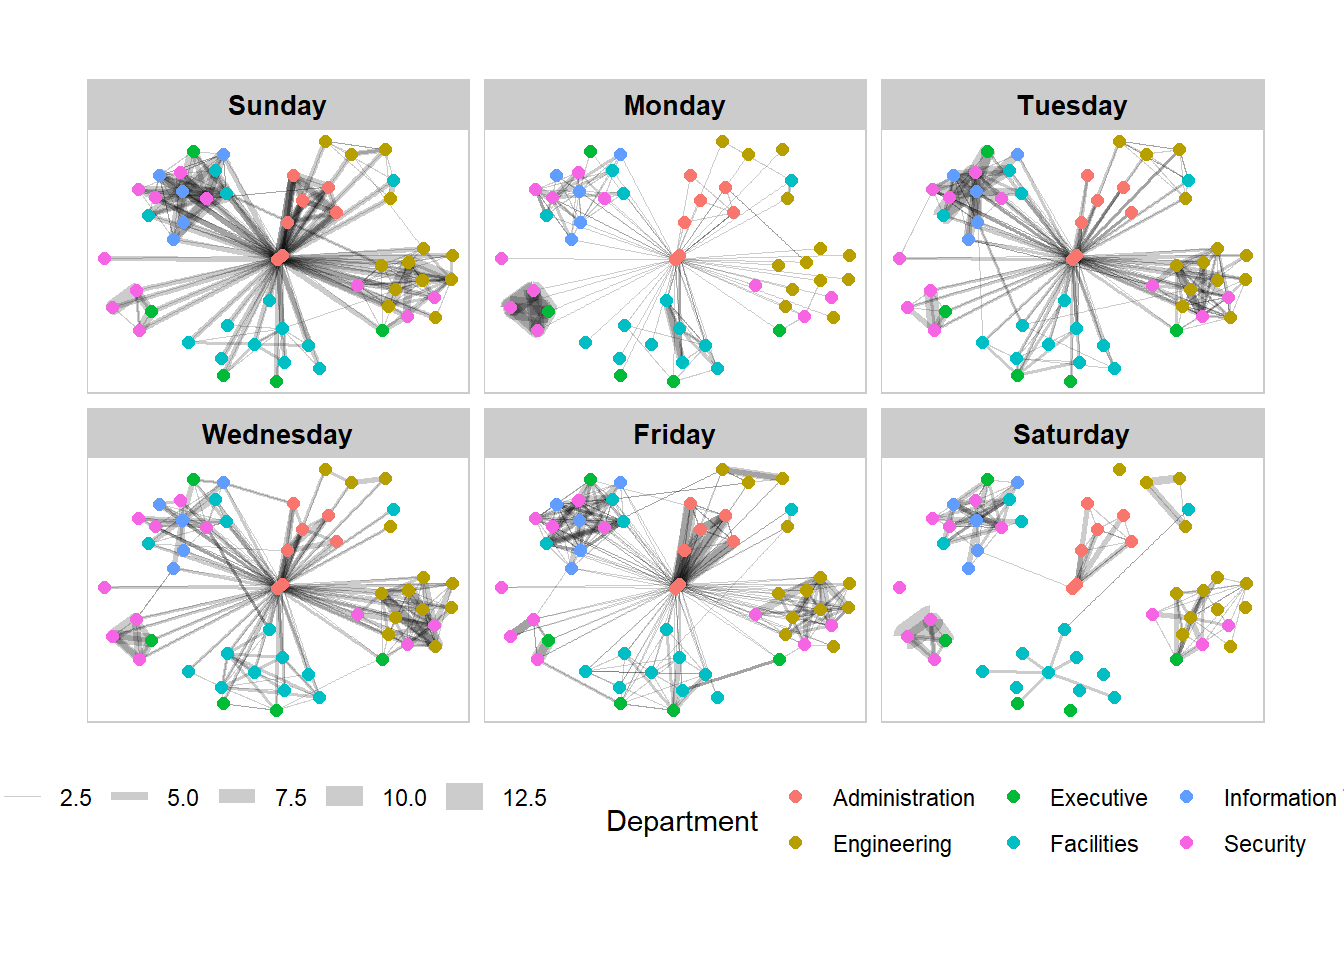 Sunday Monday Tuesday
Wednesday Friday Saturday
2.5 5.0 7.5 10.0 12.5
Department
Administration Executive Information
Engineering Facilities Security